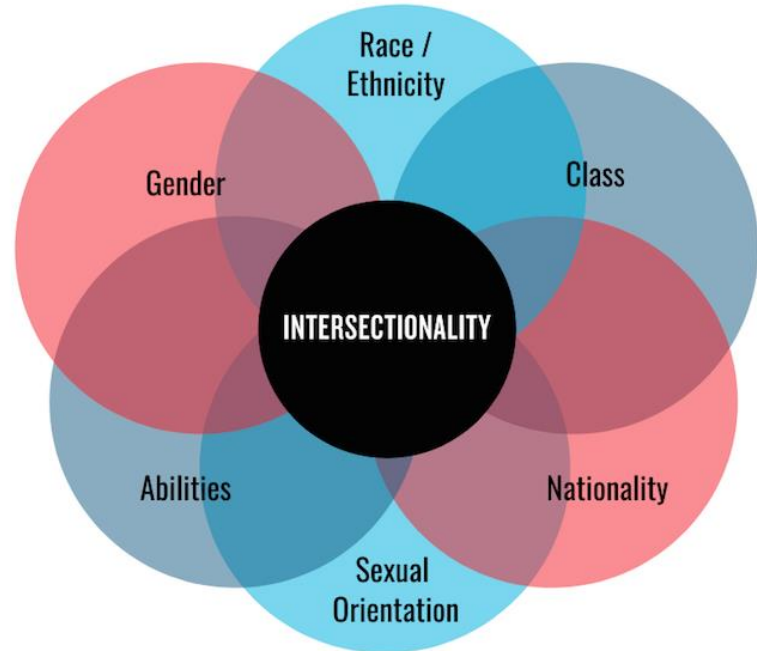 Race /
Ethnicity
Gender
Class
INTERSECTIONALITY
Abilities
Nationality
Sexual
Orientation